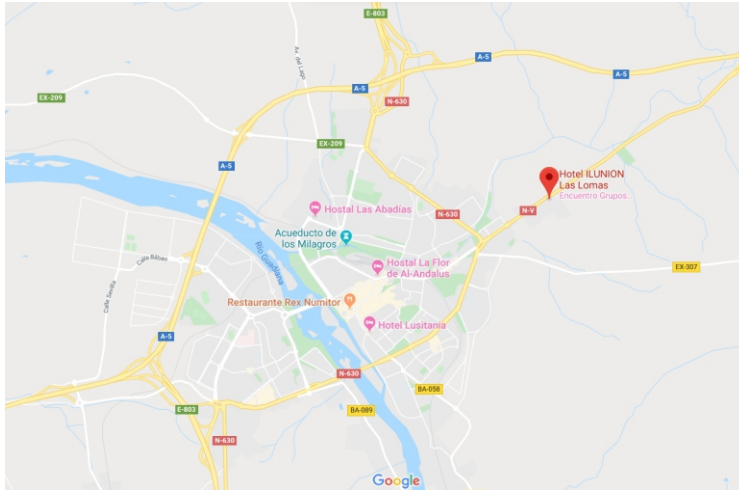 E-803
A-5
Av. del Lago
A-5
A-5
EX-209
N-630
EX-209
A-5
Hotel ILUNION
Las Lomas
Encuentro Grupos...
Hostal Las Abadías
N-630
N-V
Acueducto de
los Milagros
Río Guadiana
Calle Bában
Hostal La Flor
de Al-Andalus
EX-307
Calle Sevilla
Restaurante Rex Numitor
Hotel Lusitania
A-5
N-630
BA-058
E-803
BA-089
N-630
Google